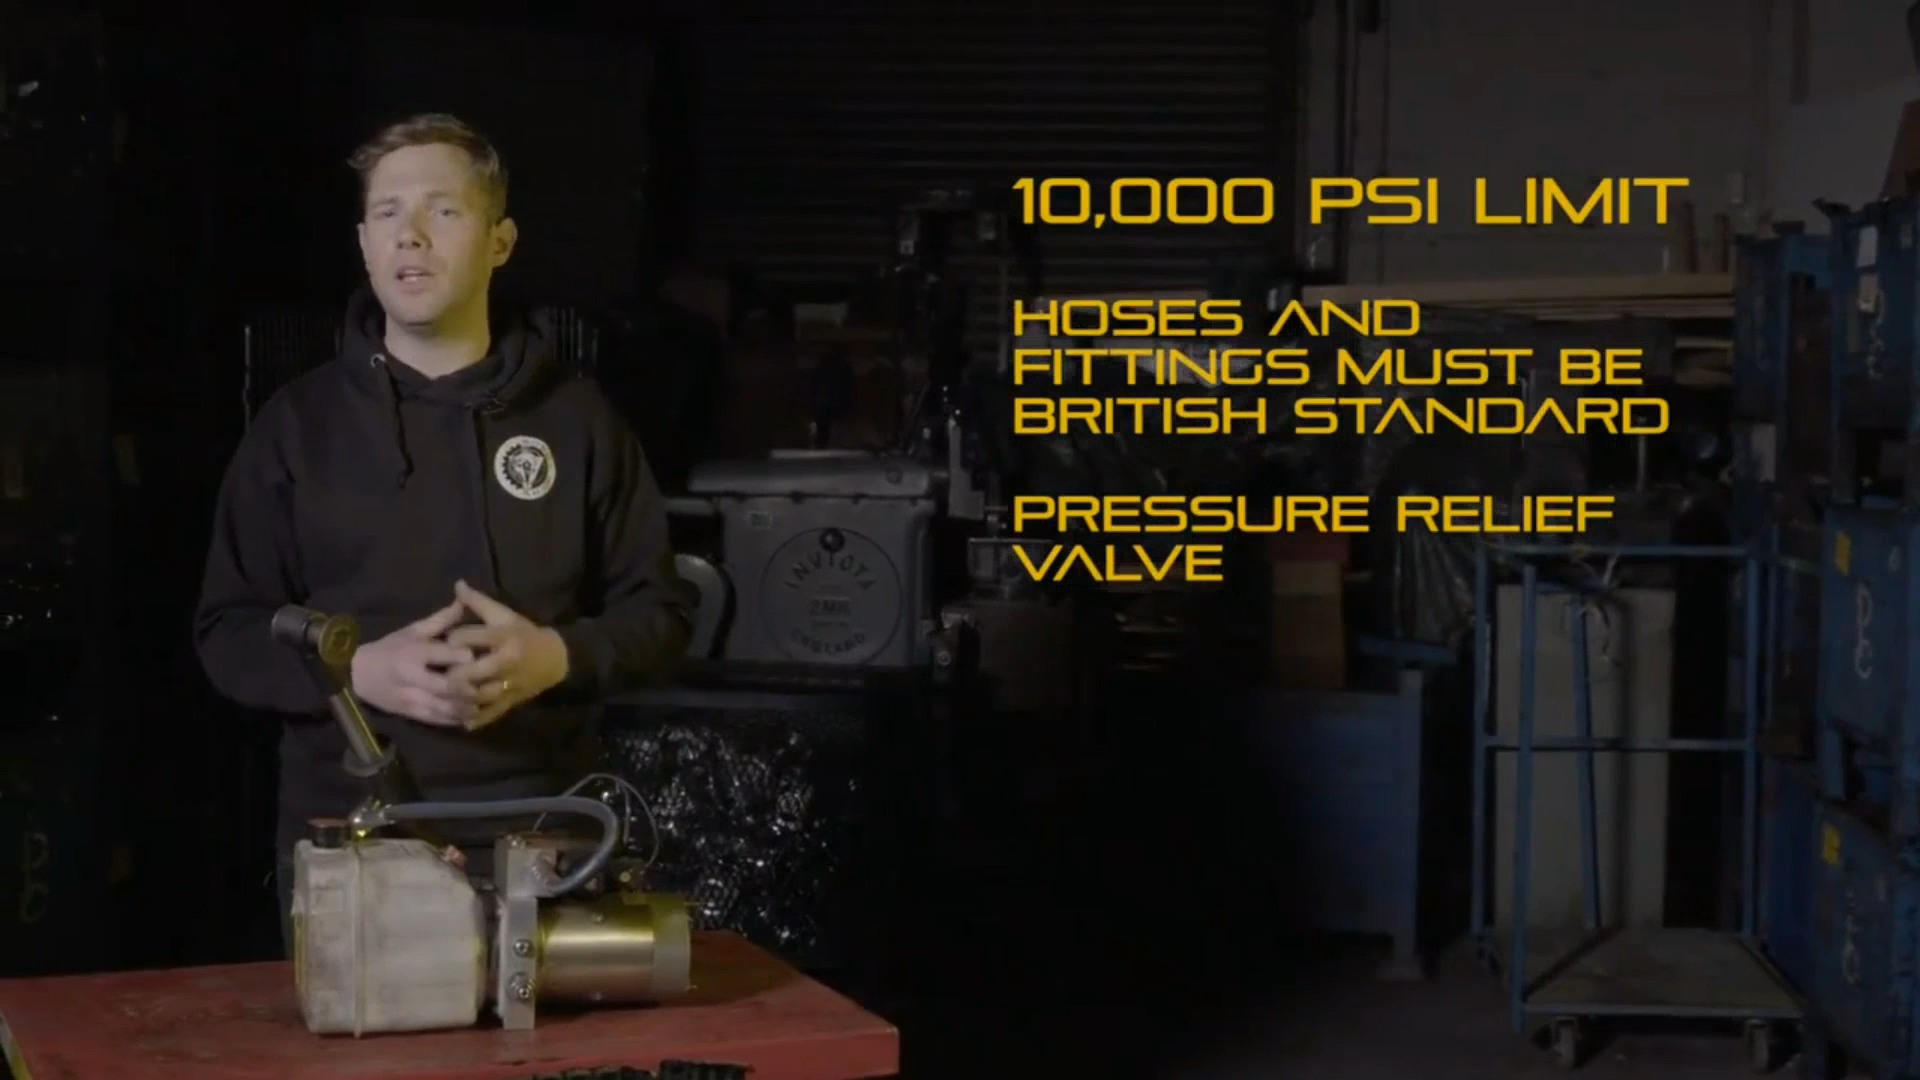 10,000 PSI LIMIT
HOSES AND
FITTINGS MUST BE
BRITISH STANDARD
PRESSURE RELIEF
VALVE